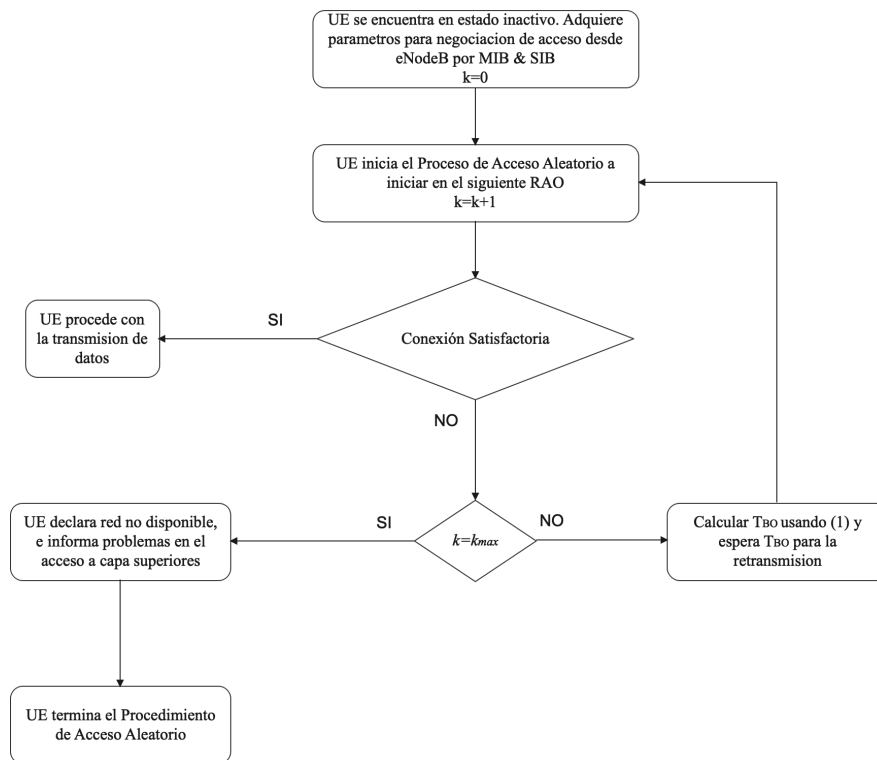 UE se encuentra en estado inactivo. Adquiere
parametros para negociacion de acceso desde
eNodeB por MIB & SIB
k=0
UE inicia el Proceso de Acceso Aleatorio a
iniciar en el siguiente RAO
k=k+1
UE procede con
la transmision de
datos
SI
Conexión Satisfactoria
NO
UE declara red no disponible,
e informa problemas en el
acceso a capa superiores
SI
k=kmax
NO
Calcular TBO usando (1) y
espera TBO para la
retransmision
UE termina el Procedimiento
de Acceso Aleatorio